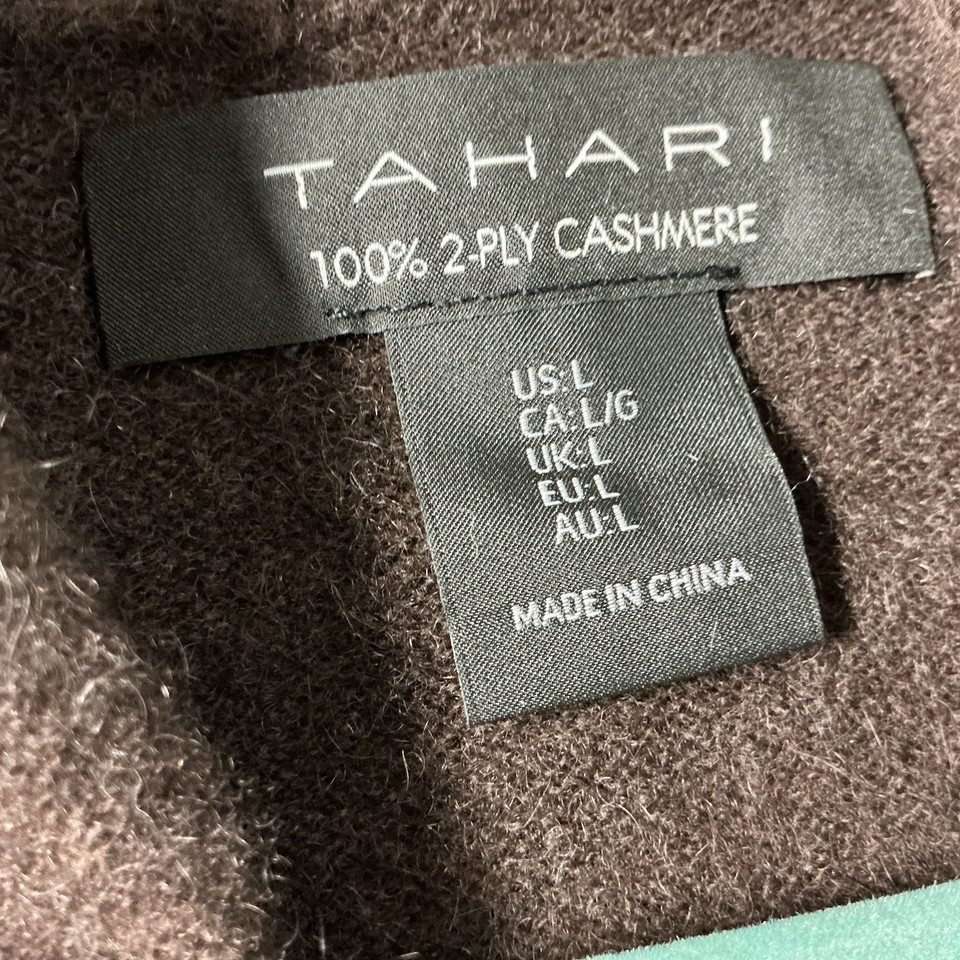 TAHARI
100% 2-PLY CASHMERE
US:L
CA:L/G
UK:L
EU:L
AU:L
MADE IN CHINA